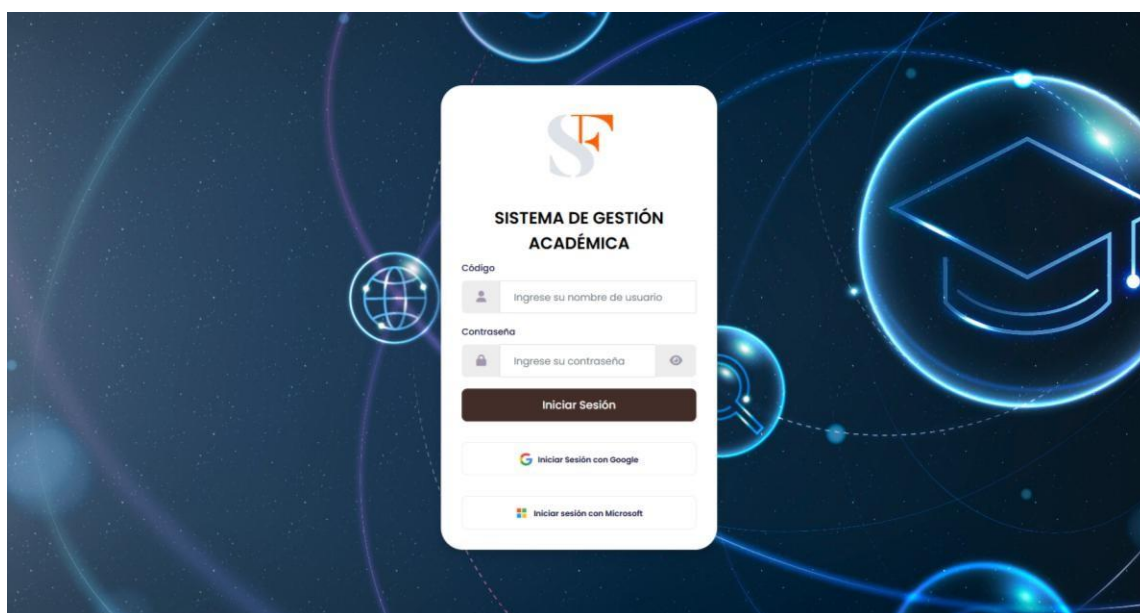 SF
SISTEMA DE GESTIÓN
ACADÉMICA
Código
Ingrese su nombre de usuario
Contraseña
Ingrese su contraseña
Iniciar Sesión
Iniciar Sesión con Google
Iniciar sesión con Microsoft